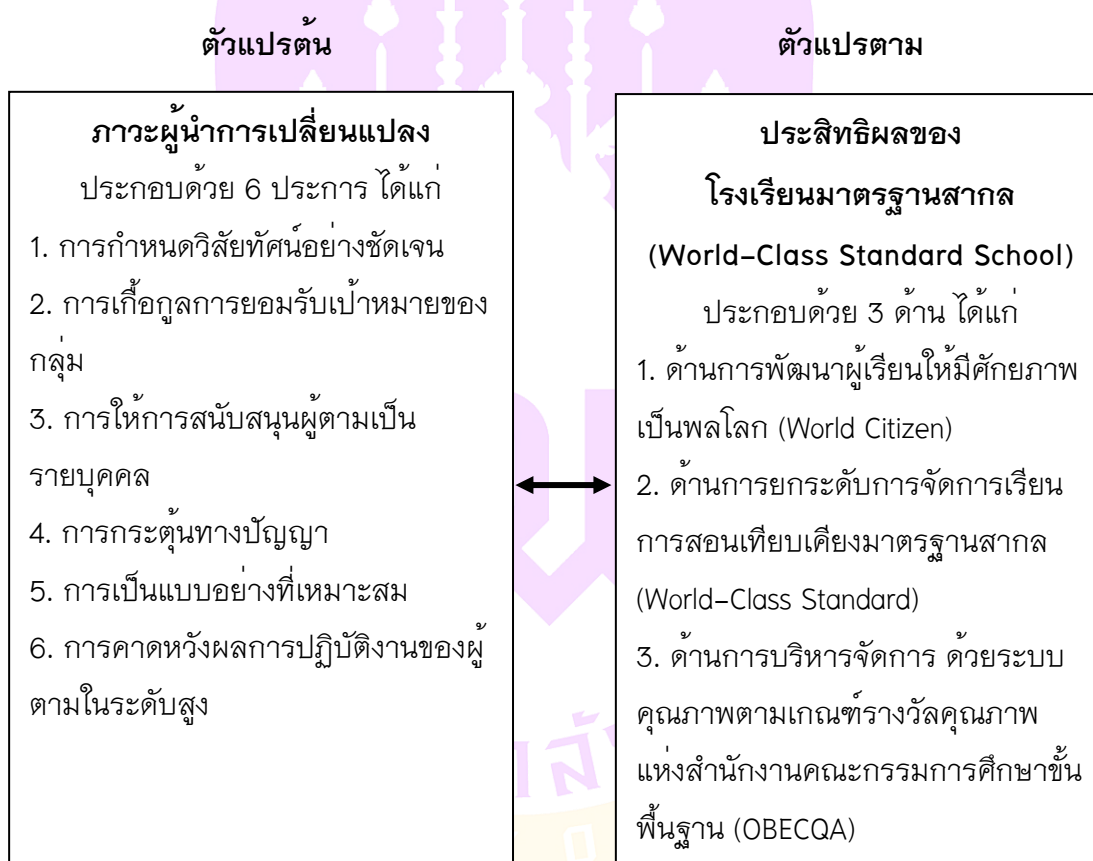 ตัวแปรต้น
ภาวะผู้นำการเปลี่ยนแปลง
ประกอบด้วย 6 ประการ ได้แก่
1. การกำหนดวิสัยทัศน์อย่างชัดเจน
2. การเกื้อกูลการยอมรับเป้าหมายของ
กลุ่ม
3. การให้การสนับสนุนผู้ตามเป็น
รายบุคคล
4. การกระตุ้นทางปัญญา
5. การเป็นแบบอย่างที่เหมาะสม
6. การคาดหวังผลการปฏิบัติงานของผู้
ตามในระดับสูง
ตัวแปรตาม
ประสิทธิผลของ
โรงเรียนมาตรฐานสากล
(World-Class Standard School)
ประกอบด้วย 3 ด้าน ได้แก่
1. ด้านการพัฒนาผู้เรียนให้มีศักยภาพ
เป็นพลโลก (World Citizen)
2. ด้านการยกระดับการจัดการเรียน
การสอนเทียบเคียงมาตรฐานสากล
(World-Class Standard)
3. ด้านการบริหารจัดการ ด้วยระบบ
คุณภาพตามเกณฑ์รางวัลคุณภาพ
แห่งสำนักงานคณะกรรมการศึกษาขั้น
พื้นฐาน (OBECQA)